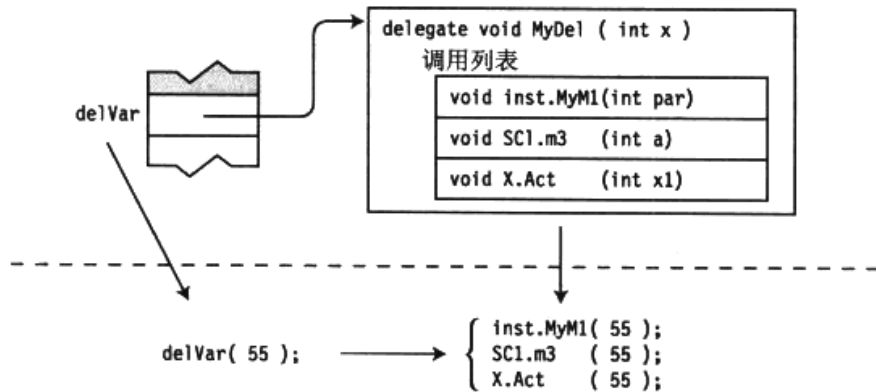 delegate void MyDel ( int x )
调用列表
void inst.MyM1(int par)
delVar
void SCl.m3 (int a)
void X.Act (int x1)
inst.MyM1( 55 );
delVar( 55 );
SCl.m3 ( 55 );
X.Act ( 55 );